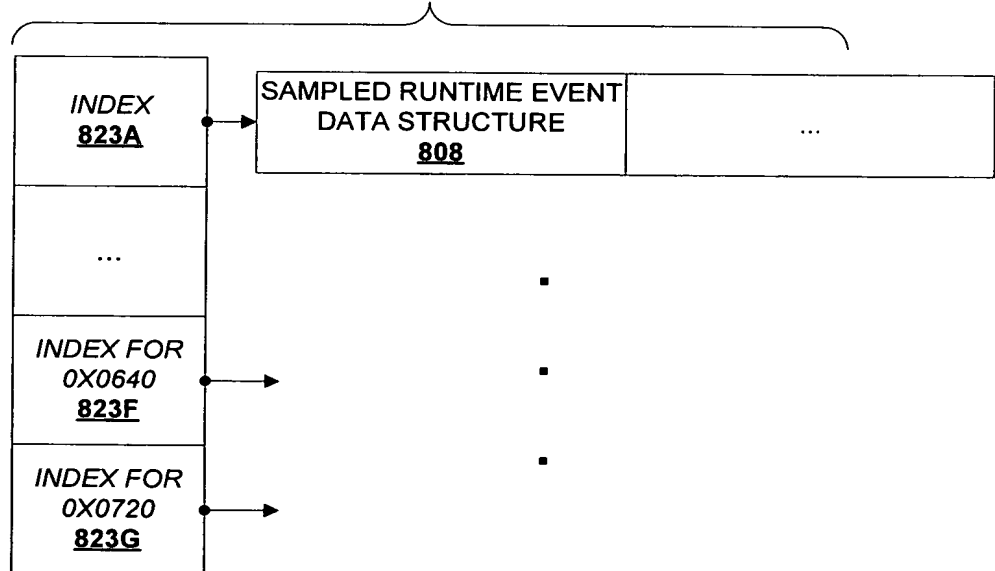 INDEX
823A
SAMPLED RUNTIME EVENT
DATA STRUCTURE
808
...
...
INDEX FOR
0X0640
823F
INDEX FOR
0X0720
823G